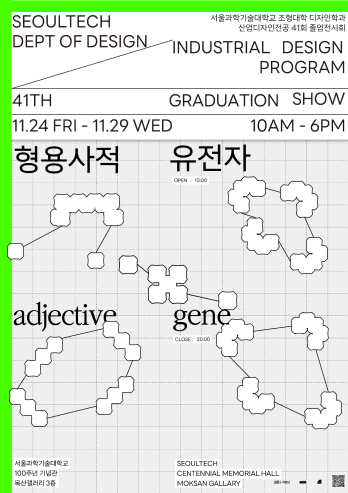 SEOULTECH
DEPT OF DESIGN
서울과학기술대학교 조형대학 디자인학과
산업디자인전공 41회 졸업전시회
INDUSTRIAL DESIGN
PROGRAM
41TH GRADUATION SHOW
11.24 FRI - 11.29 WED 10AM - 6PM
형용사적 유전자
OPEN : 10:00
adjective gene
CLOSE : 20:00
서울과학기술대학교
100주년 기념관
목산갤러리 3층
SEOULTECH
CENTENNIAL MEMORIAL HALL
MOKSAN GALLARY